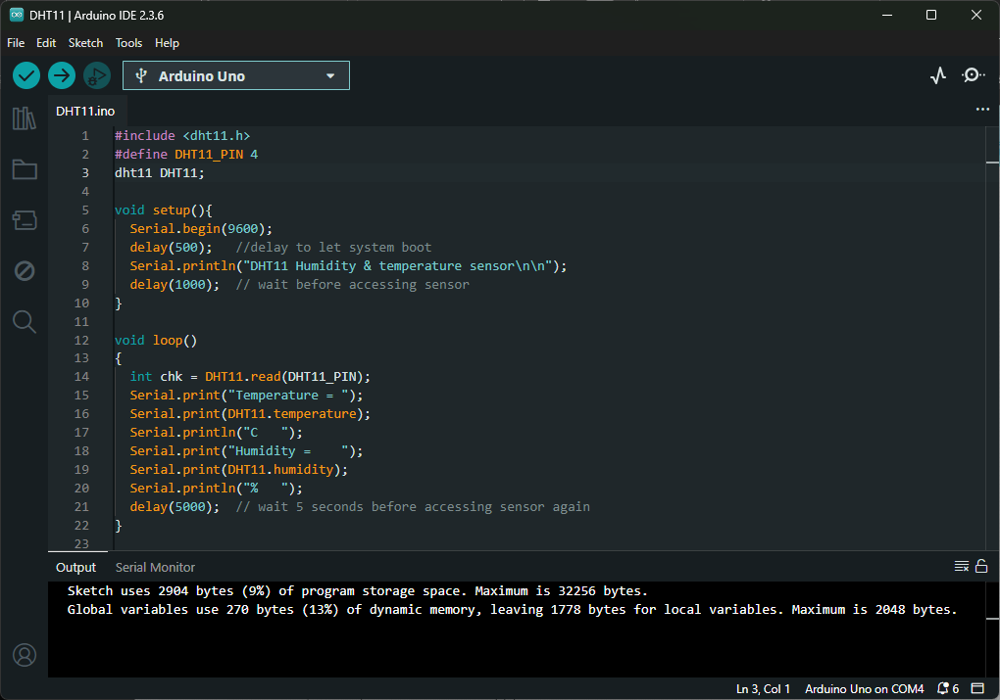 DHT11 | Arduino IDE 2.3.6
File Edit Sketch Tools Help
Arduino Uno
DHT11.ino
1 #include <dht11.h>
2 #define DHT11_PIN 4
3 dht11 DHT11;
4
5 void setup(){
6   Serial.begin(9600);
7   delay(500);   //delay to let system boot
8   Serial.println("DHT11 Humidity & temperature sensor\n\n");
9   delay(1000);  // wait before accessing sensor
10 }
11
12 void loop()
13 {
14   int chk = DHT11.read(DHT11_PIN);
15   Serial.print("Temperature = ");
16   Serial.print(DHT11.temperature);
17   Serial.println("C   ");
18   Serial.print("Humidity =    ");
19   Serial.print(DHT11.humidity);
20   Serial.println("%   ");
21   delay(5000);  // wait 5 seconds before accessing sensor again
22 }
23
Output Serial Monitor
Sketch uses 2904 bytes (9%) of program storage space. Maximum is 32256 bytes.
Global variables use 270 bytes (13%) of dynamic memory, leaving 1778 bytes for local variables. Maximum is 2048 bytes.
Ln 3, Col 1 Arduino Uno on COM4 6